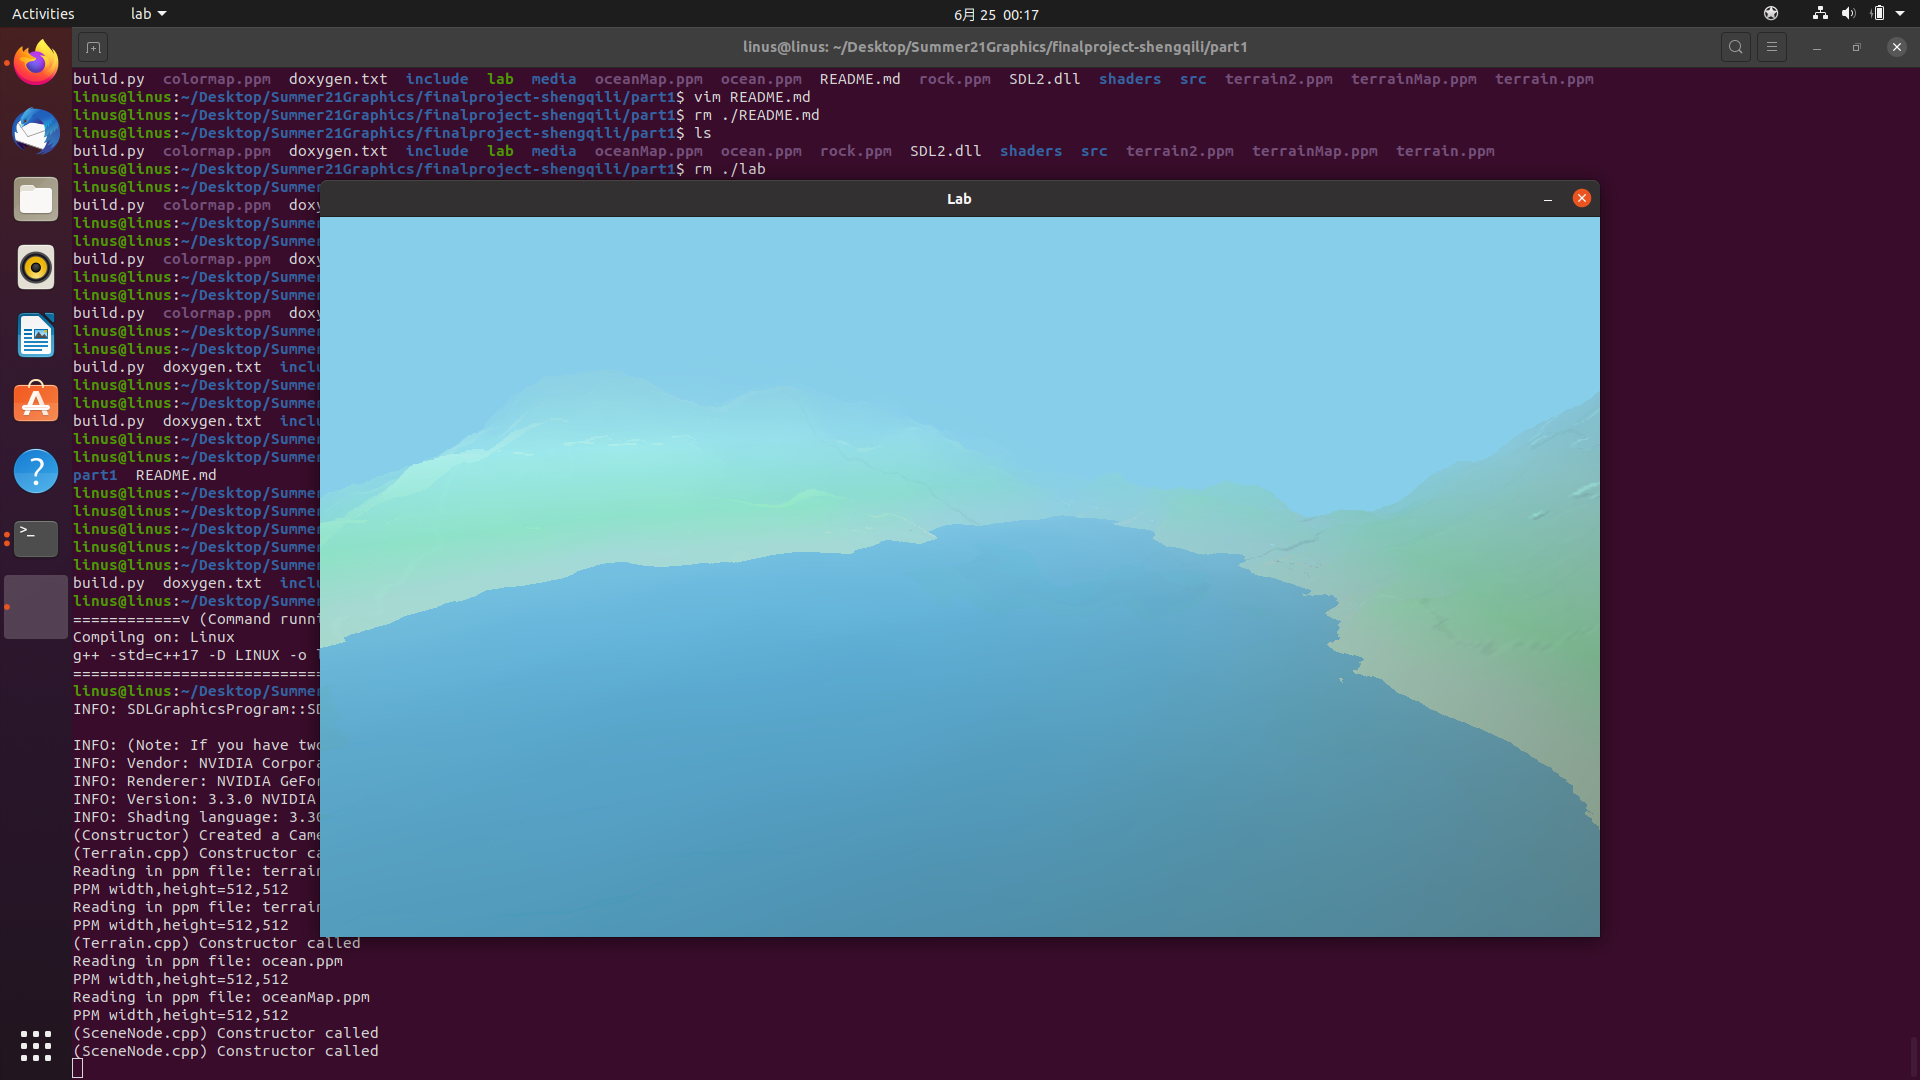 Activities lab 6月 25 00:17
linus@linus: ~/Desktop/Summer21Graphics/finalproject-shengqili/part1
build.py colormap.ppm doxygen.txt include lab media oceanMap.ppm ocean.ppm README.md rock.ppm SDL2.dll shaders src terrain2.ppm terrainMap.ppm terrain.ppm
linus@linus:~/Desktop/Summer21Graphics/finalproject-shengqili/part1$ vim README.md
linus@linus:~/Desktop/Summer21Graphics/finalproject-shengqili/part1$ rm ./README.md
linus@linus:~/Desktop/Summer21Graphics/finalproject-shengqili/part1$ ls
build.py colormap.ppm doxygen.txt include lab media oceanMap.ppm ocean.ppm rock.ppm SDL2.dll shaders src terrain2.ppm terrainMap.ppm terrain.ppm
linus@linus:~/Desktop/Summer21Graphics/finalproject-shengqili/part1$ rm ./lab
linus@linus:~/Desktop/Summer
Lab
build.py colormap.ppm doxy
linus@linus:~/Desktop/Summer
linus@linus:~/Desktop/Summer
build.py colormap.ppm doxy
linus@linus:~/Desktop/Summer
linus@linus:~/Desktop/Summer
build.py colormap.ppm doxy
linus@linus:~/Desktop/Summer
linus@linus:~/Desktop/Summer
build.py doxygen.txt inclu
linus@linus:~/Desktop/Summer
linus@linus:~/Desktop/Summer
build.py doxygen.txt inclu
linus@linus:~/Desktop/Summer
linus@linus:~/Desktop/Summer
part1 README.md
linus@linus:~/Desktop/Summer
linus@linus:~/Desktop/Summer
linus@linus:~/Desktop/Summer
linus@linus:~/Desktop/Summer
linus@linus:~/Desktop/Summer
build.py doxygen.txt inclu
linus@linus:~/Desktop/Summer
============v (Command runni
Compilng on: Linux
g++ -std=c++17 -D LINUX -o l
============================
linus@linus:~/Desktop/Summer
INFO: SDLGraphicsProgram::SD
INFO: (Note: If you have two
INFO: Vendor: NVIDIA Corpora
INFO: Renderer: NVIDIA GeFor
INFO: Version: 3.3.0 NVIDIA
INFO: Shading language: 3.30
(Constructor) Created a Came
(Terrain.cpp) Constructor ca
Reading in ppm file: terrain
PPM width,height=512,512
Reading in ppm file: terrain
PPM width,height=512,512
(Terrain.cpp) Constructor called
Reading in ppm file: ocean.ppm
PPM width,height=512,512
Reading in ppm file: oceanMap.ppm
PPM width,height=512,512
(SceneNode.cpp) Constructor called
(SceneNode.cpp) Constructor called